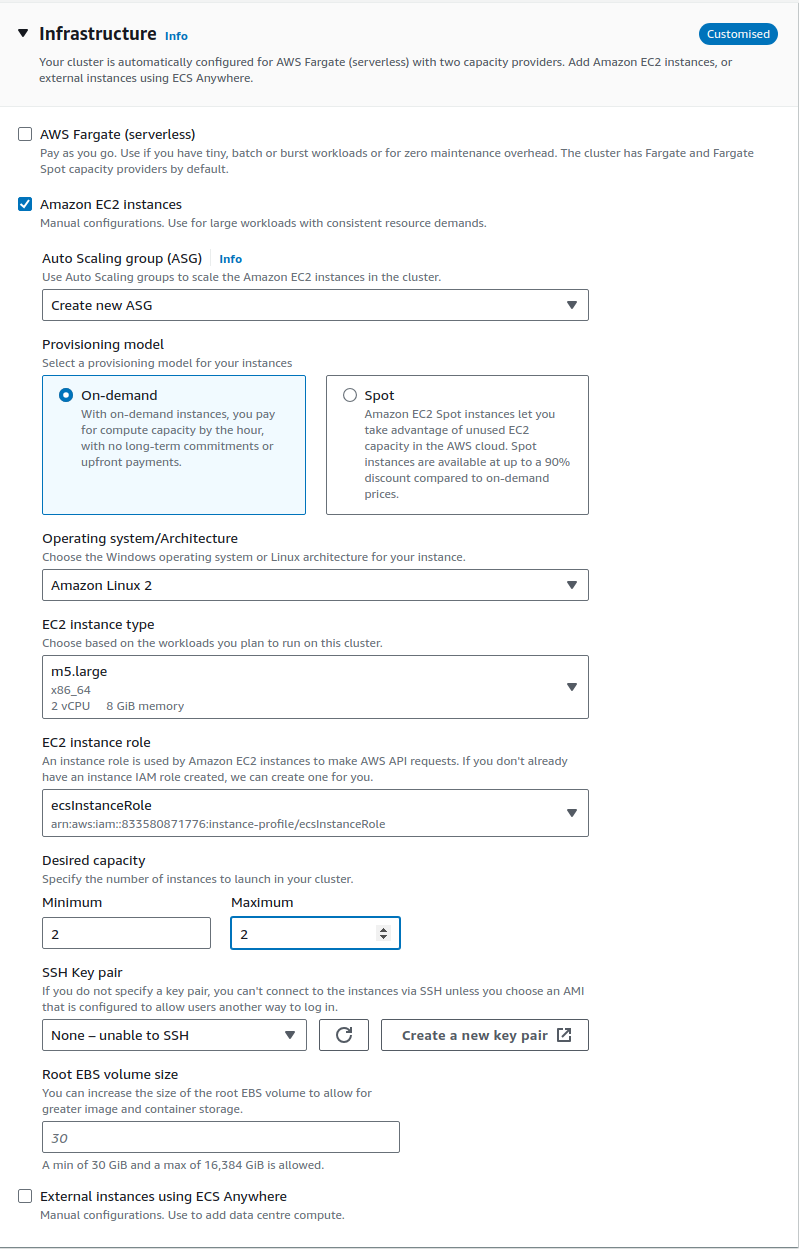 Infrastructure Info
Customised
Your cluster is automatically configured for AWS Fargate (serverless) with two capacity providers. Add Amazon EC2 instances, or
external instances using ECS Anywhere.
AWS Fargate (serverless)
Pay as you go. Use if you have tiny, batch or burst workloads or for zero maintenance overhead. The cluster has Fargate and Fargate
Spot capacity providers by default.
Amazon EC2 instances
Manual configurations. Use for large workloads with consistent resource demands.
Auto Scaling group (ASG) Info
Use Auto Scaling groups to scale the Amazon EC2 instances in the cluster.
Create new ASG
Provisioning model
Select a provisioning model for your instances
On-demand
With on-demand instances, you pay
for compute capacity by the hour,
with no long-term commitments or
upfront payments.
Spot
Amazon EC2 Spot instances let you
take advantage of unused EC2
capacity in the AWS cloud. Spot
instances are available at up to a 90%
discount compared to on-demand
prices.
Operating system/Architecture
Choose the Windows operating system or Linux architecture for your instance.
Amazon Linux 2
EC2 instance type
Choose based on the workloads you plan to run on this cluster.
m5.large
x86_64
2 vCPU 8 GiB memory
EC2 instance role
An instance role is used by Amazon EC2 instances to make AWS API requests. If you don't already
have an instance IAM role created, we can create one for you.
ecsInstanceRole
arn:aws:iam::833580871776:instance-profile/ecsInstanceRole
Desired capacity
Specify the number of instances to launch in your cluster.
Minimum Maximum
2 2
SSH Key pair
If you do not specify a key pair, you can't connect to the instances via SSH unless you choose an AMI
that is configured to allow users another way to log in.
None – unable to SSH Create a new key pair
Root EBS volume size
You can increase the size of the root EBS volume to allow for
greater image and container storage.
30
A min of 30 GiB and a max of 16,384 GiB is allowed.
External instances using ECS Anywhere
Manual configurations. Use to add data centre compute.